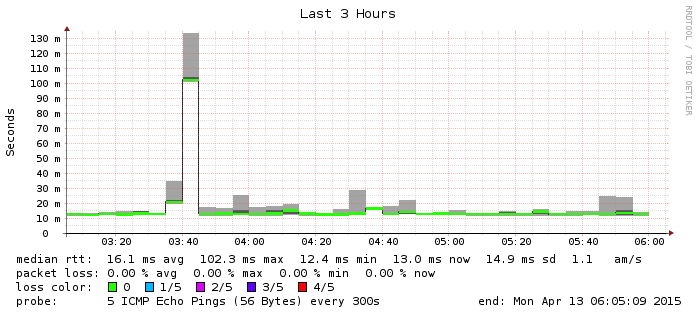 Last 3 Hours
RRDTOOL / TOBI OETIKER
Seconds
130 m
120 m
110 m
100 m
90 m
80 m
70 m
60 m
50 m
40 m
30 m
20 m
10 m
0
03:20 03:40 04:00 04:20 04:40 05:00 05:20 05:40 06:00
median rtt: 16.1 ms avg 102.3 ms max 12.4 ms min 13.0 ms now 14.9 ms sd 1.1 am/s
packet loss: 0.00 % avg 0.00 % max 0.00 % min 0.00 % now
loss color: 0 1/5 2/5 3/5 4/5
probe: 5 ICMP Echo Pings (56 Bytes) every 300s end: Mon Apr 13 06:05:09 2015